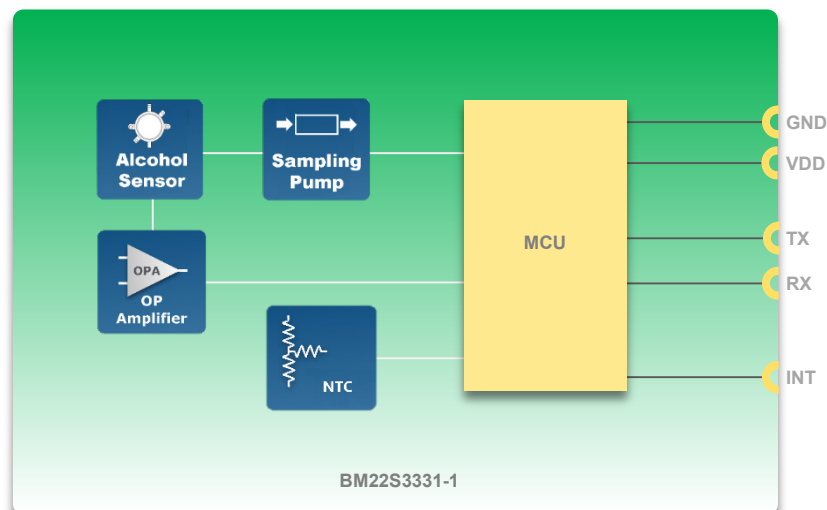 Alcohol
Sensor
Sampling
Pump
OPA
OP
Amplifier
NTC
MCU
GND
VDD
TX
RX
INT
BM22S3331-1